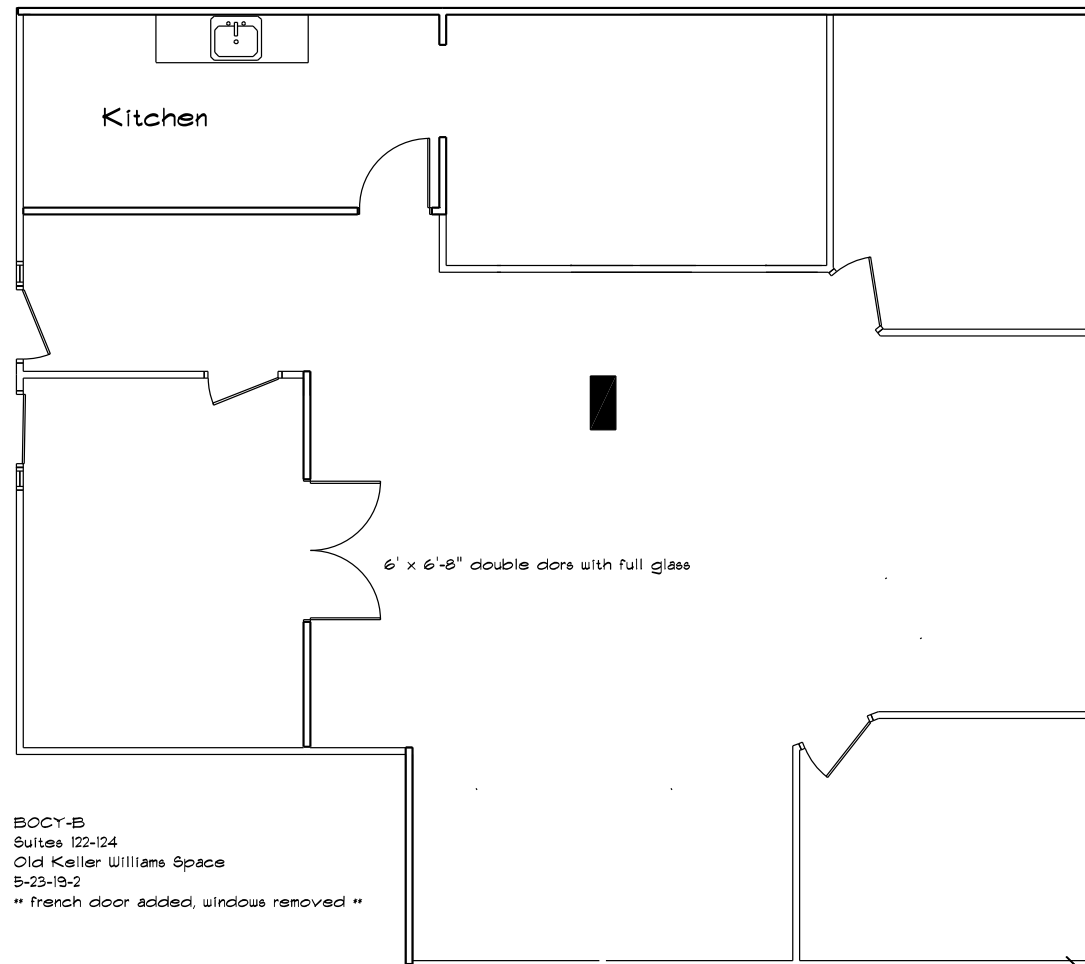 Kitchen
6' x 6'-8" double dors with full glass
BOCY-B
Suites 122-124
Old Keller Williams Space
5-23-19-2
** french door added, windows removed **